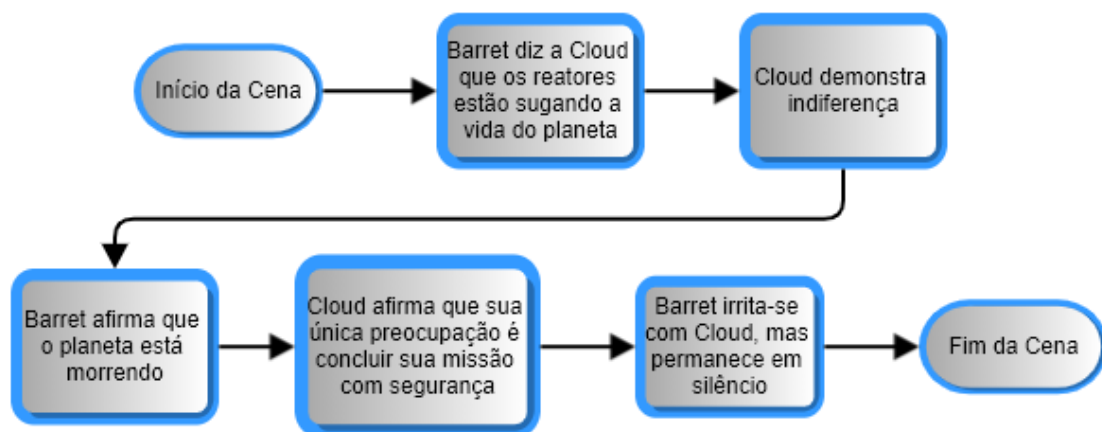 Início da Cena
Barret diz a Cloud
que os reatores
estão sugando a
vida do planeta
Cloud demonstra
indiferença
Barret afirma que
o planeta está
morrendo
Cloud afirma que sua
única preocupação é
concluir sua missão
com segurança
Barret irrita-se
com Cloud, mas
permanece em
silêncio
Fim da Cena